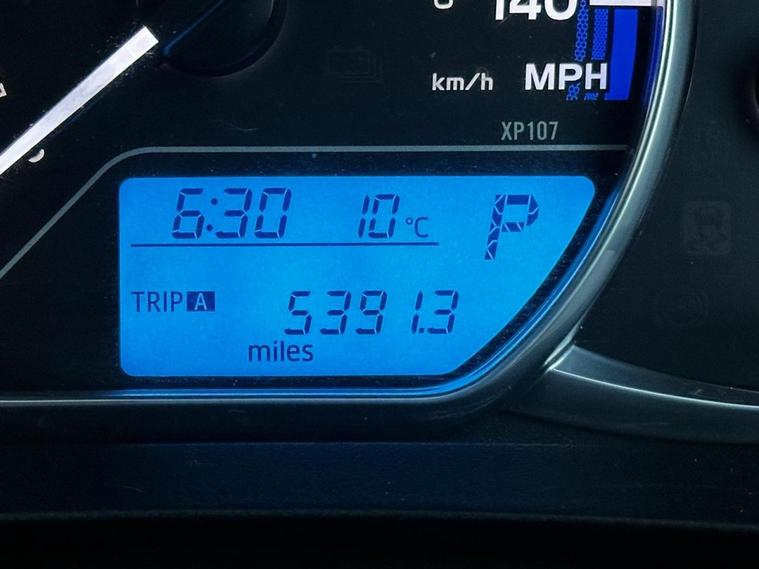 140
km/h MPH
XP107
6:30 10 °C P
TRIP A 5391.3
miles